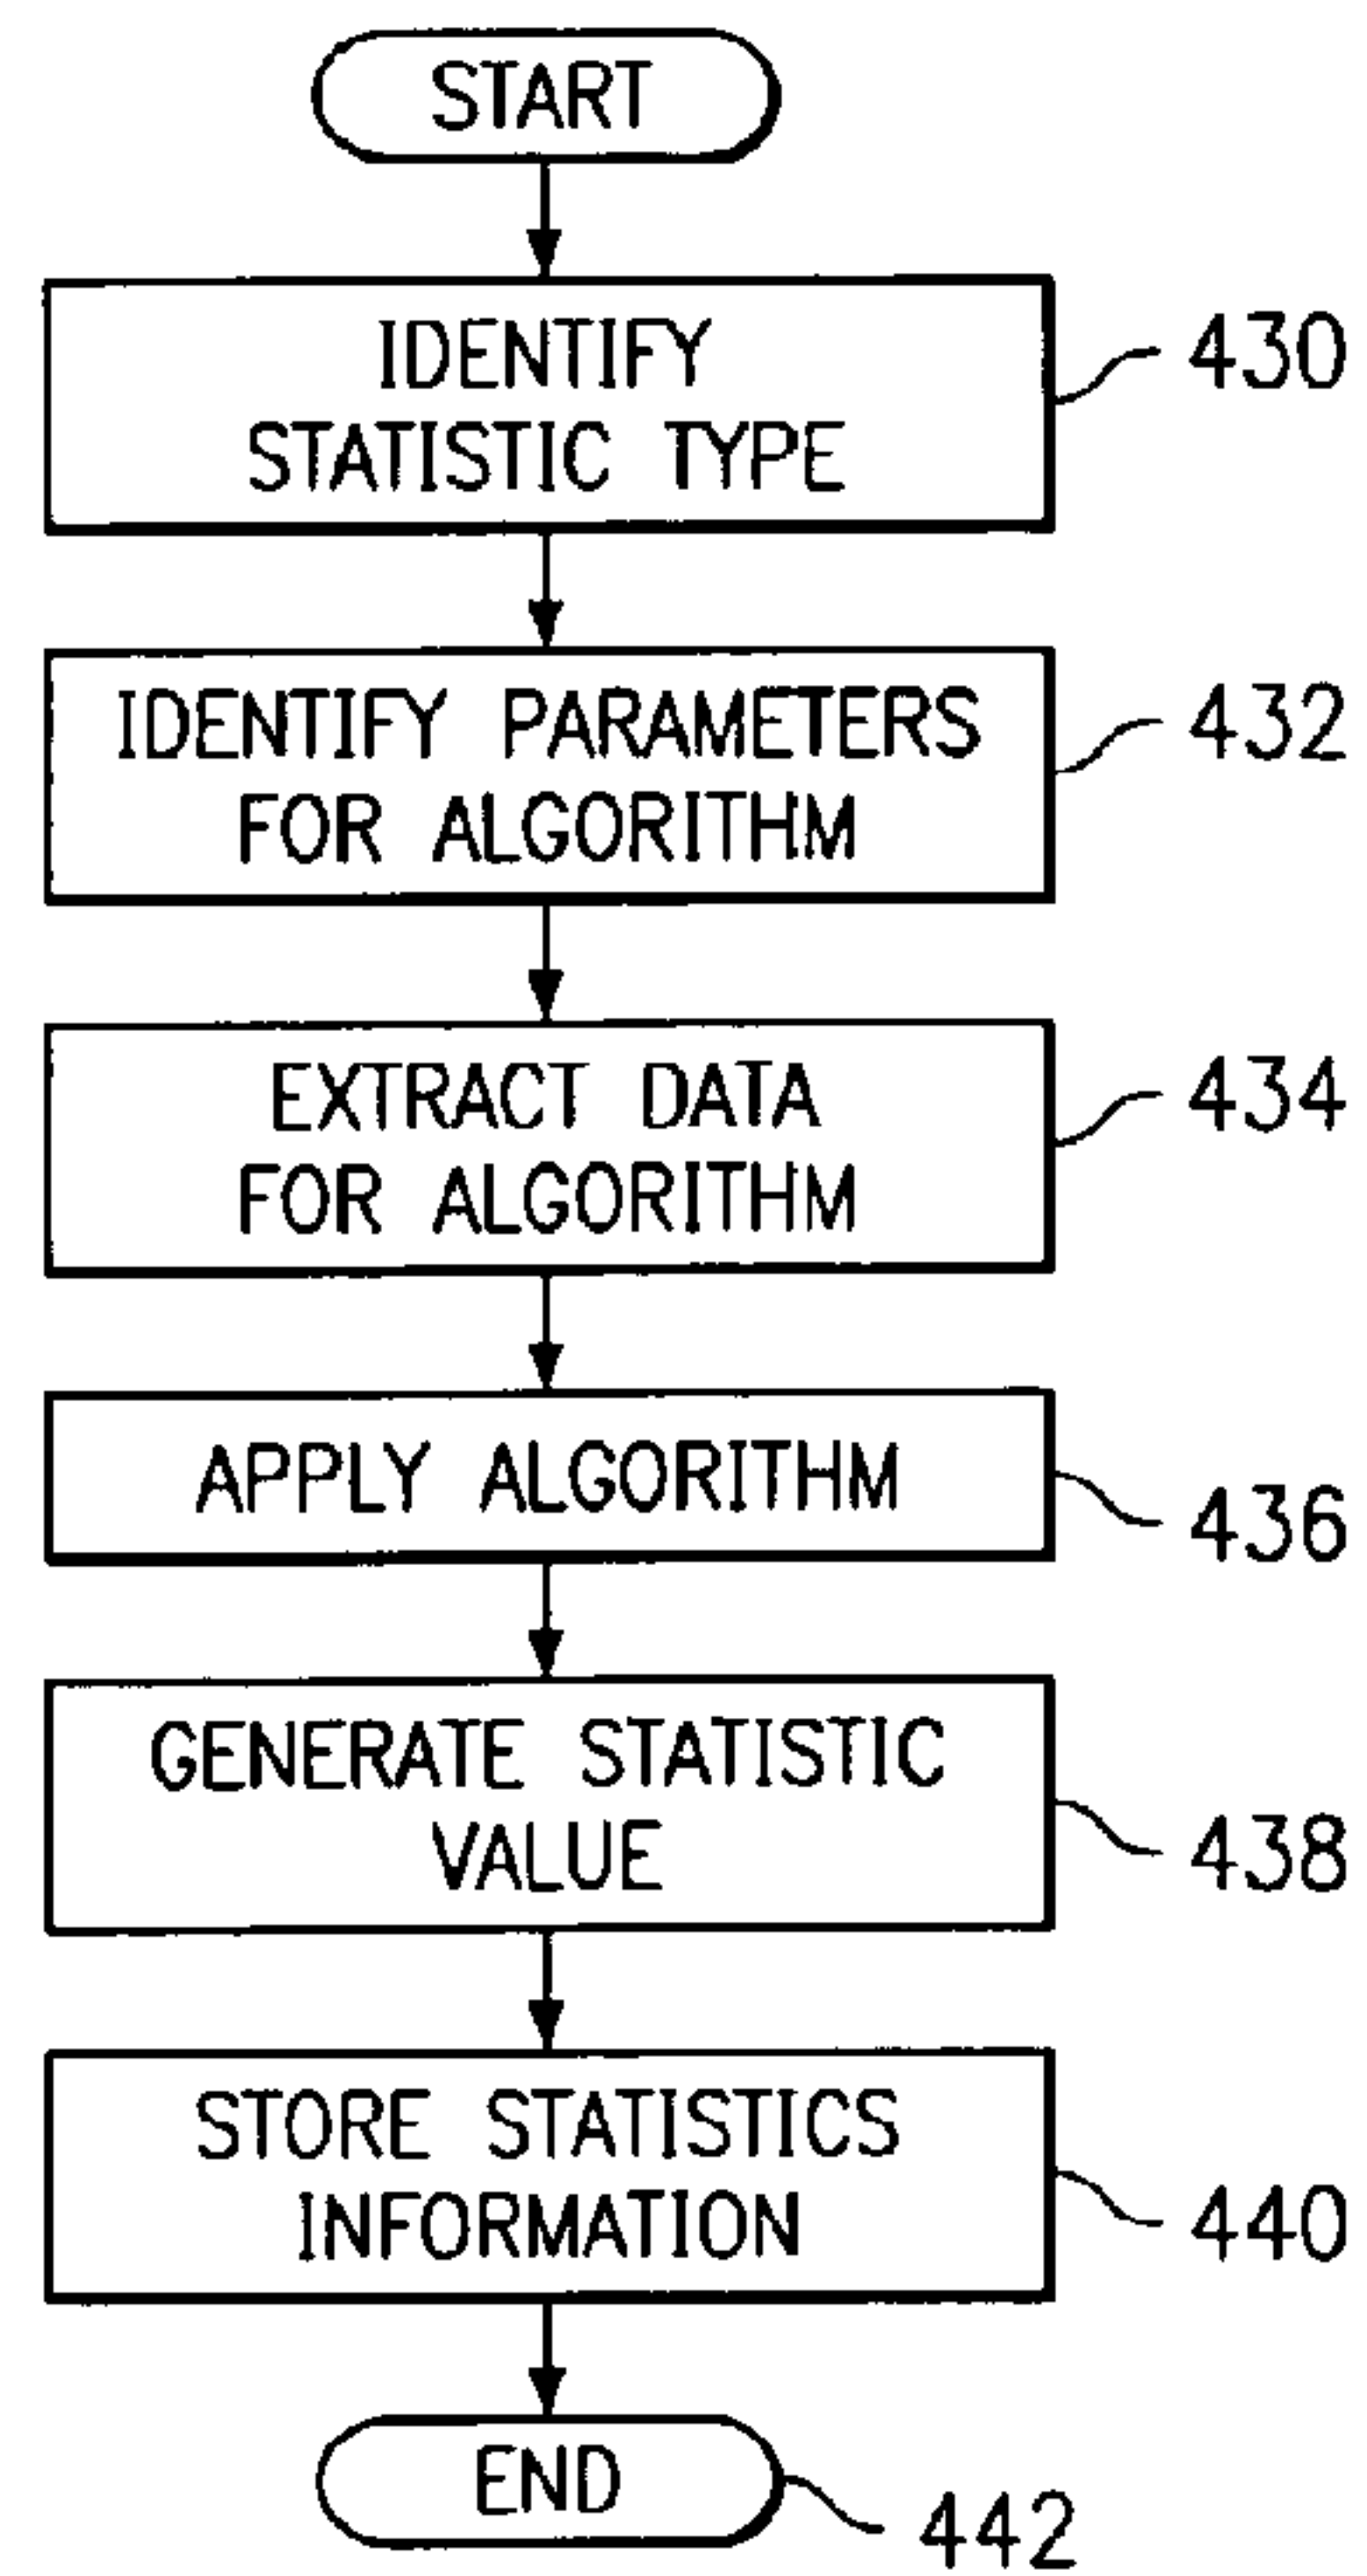 START
IDENTIFY
STATISTIC TYPE
430
IDENTIFY PARAMETERS
FOR ALGORITHM
432
EXTRACT DATA
FOR ALGORITHM
434
APPLY ALGORITHM
436
GENERATE STATISTIC
VALUE
438
STORE STATISTICS
INFORMATION
440
END
442